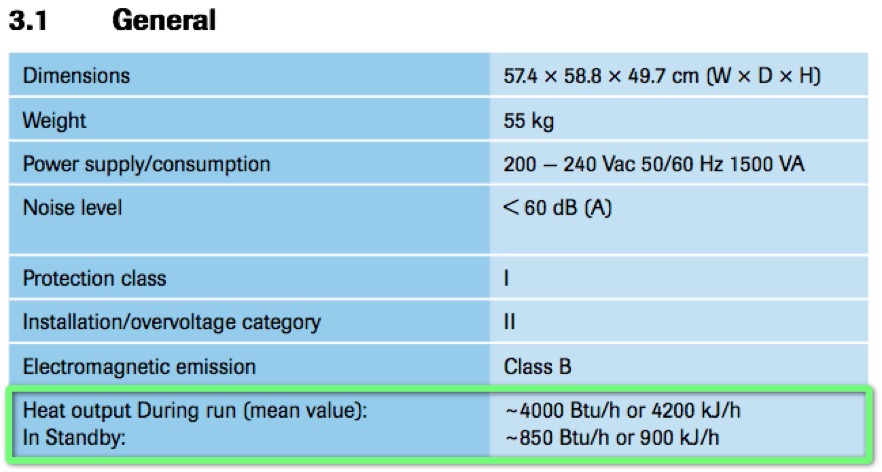 3.1 General
Dimensions 57.4 × 58.8 × 49.7 cm (W × D × H)
Weight 55 kg
Power supply/consumption 200 – 240 Vac 50/60 Hz 1500 VA
Noise level < 60 dB (A)
Protection class I
Installation/overvoltage category II
Electromagnetic emission Class B
Heat output During run (mean value): ~4000 Btu/h or 4200 kJ/h
In Standby: ~850 Btu/h or 900 kJ/h